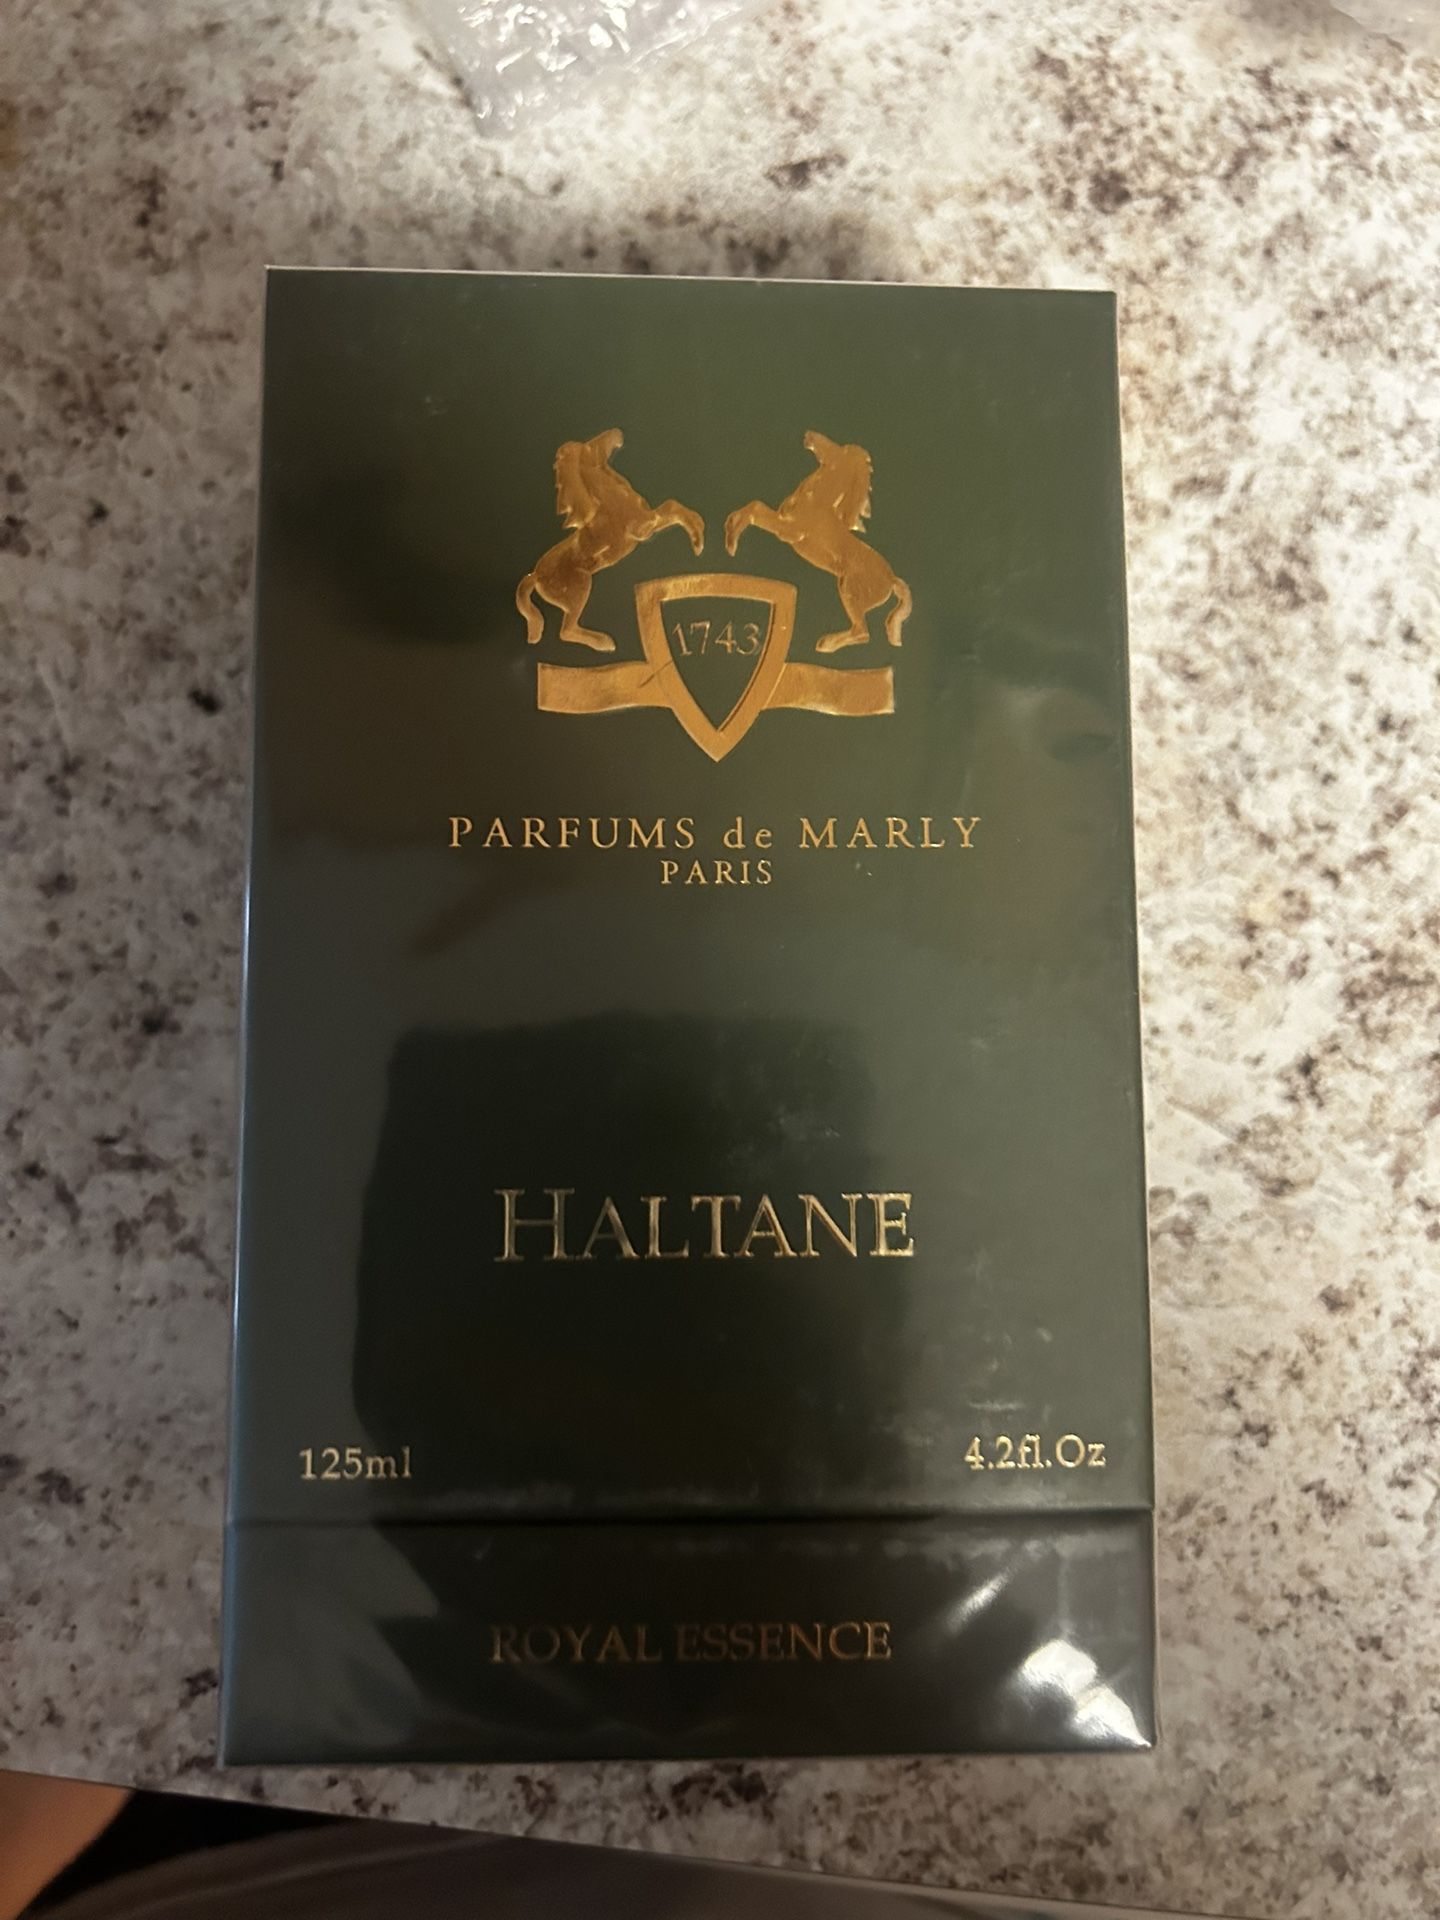 1743
PARFUMS de MARLY
PARIS
HALTANE
125ml 4.2fl.Oz
ROYAL ESSENCE